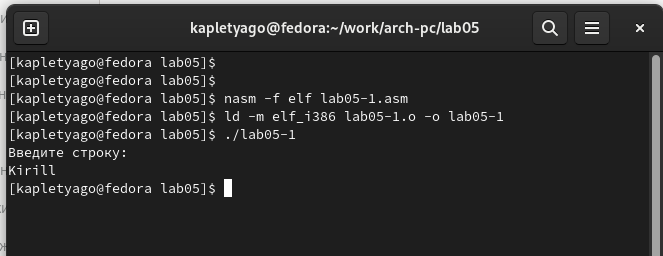 kapletyago@fedora:~/work/arch-pc/lab05
[kapletyago@fedora lab05]$
[kapletyago@fedora lab05]$
[kapletyago@fedora lab05]$ nasm -f elf lab05-1.asm
[kapletyago@fedora lab05]$ ld -m elf_i386 lab05-1.o -o lab05-1
[kapletyago@fedora lab05]$ ./lab05-1
Введите строку:
Kirill
[kapletyago@fedora lab05]$